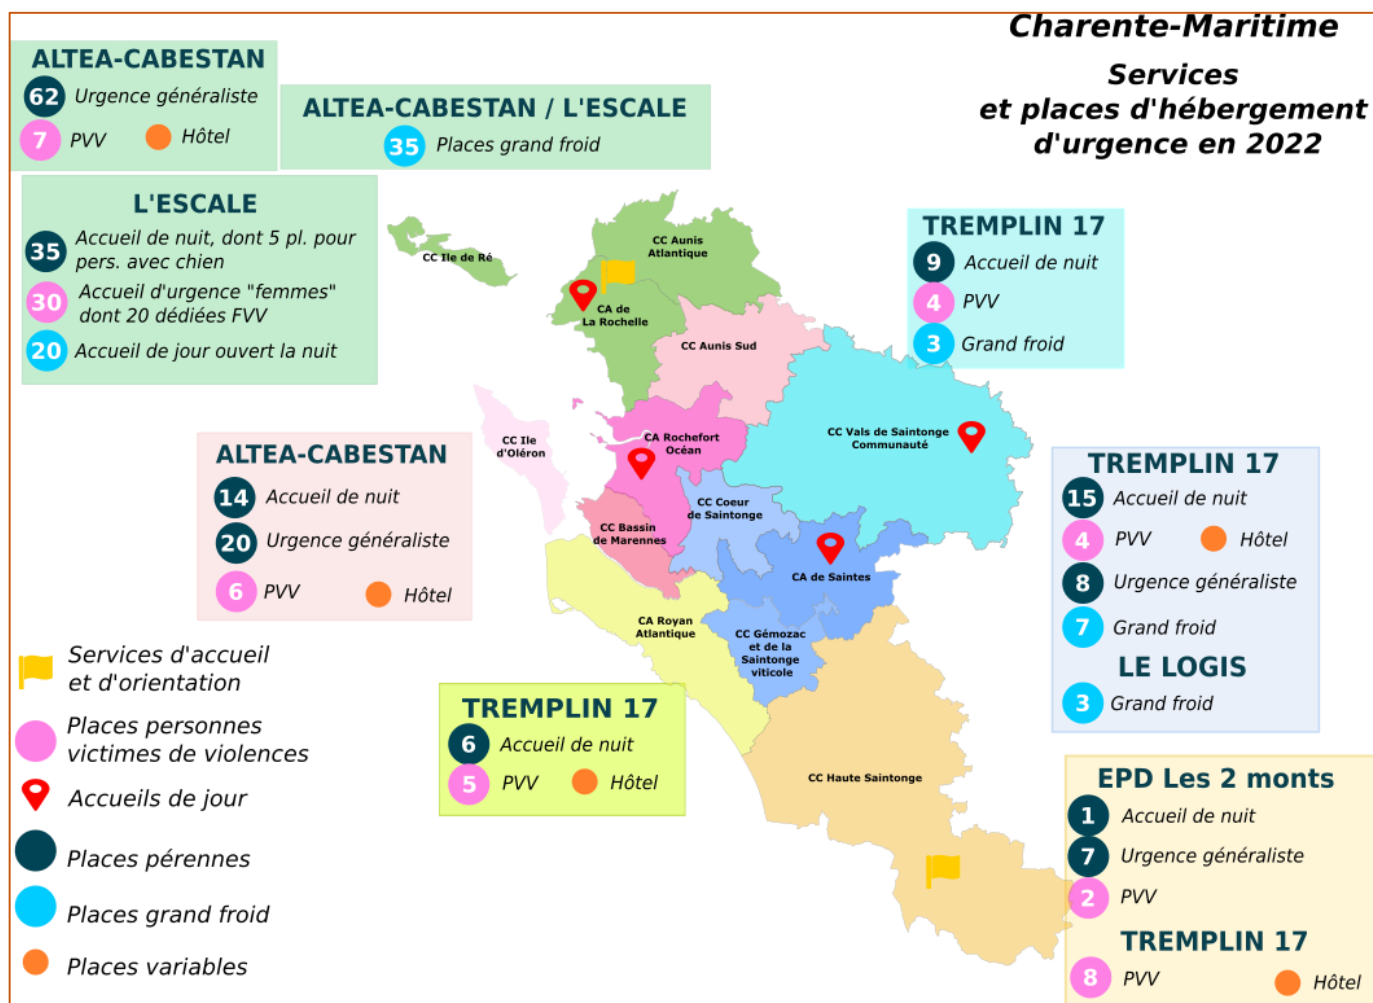 Charente-Maritime
Services
et places d'hébergement
d'urgence en 2022
ALTEA-CABESTAN
62 Urgence généraliste
7 PVV Hôtel
ALTEA-CABESTAN / L'ESCALE
35 Places grand froid
L'ESCALE
35 Accueil de nuit, dont 5 pl. pour
pers. avec chien
30 Accueil d'urgence "femmes"
dont 20 dédiées FVV
20 Accueil de jour ouvert la nuit
TREMPLIN 17
9 Accueil de nuit
4 PVV
3 Grand froid
CC Ile de Ré
CC Aunis
Atlantique
CA de
La Rochelle
CC Aunis Sud
CC Ile
d'Oléron
CA Rochefort
Océan
CC Vals de Saintonge
Communauté
CC Coeur
de Saintonge
CC Bassin
de Marennes
CA de Saintes
CA Royan
Atlantique
CC Gémozac
et de la
Saintonge
viticole
CC Haute Saintonge
ALTEA-CABESTAN
14 Accueil de nuit
20 Urgence généraliste
6 PVV Hôtel
TREMPLIN 17
15 Accueil de nuit
4 PVV Hôtel
8 Urgence généraliste
7 Grand froid
LE LOGIS
3 Grand froid
TREMPLIN 17
6 Accueil de nuit
5 PVV Hôtel
EPD Les 2 monts
1 Accueil de nuit
7 Urgence généraliste
2 PVV
TREMPLIN 17
8 PVV Hôtel
Services d'accueil
et d'orientation
Places personnes
victimes de violences
Accueils de jour
Places pérennes
Places grand froid
Places variables